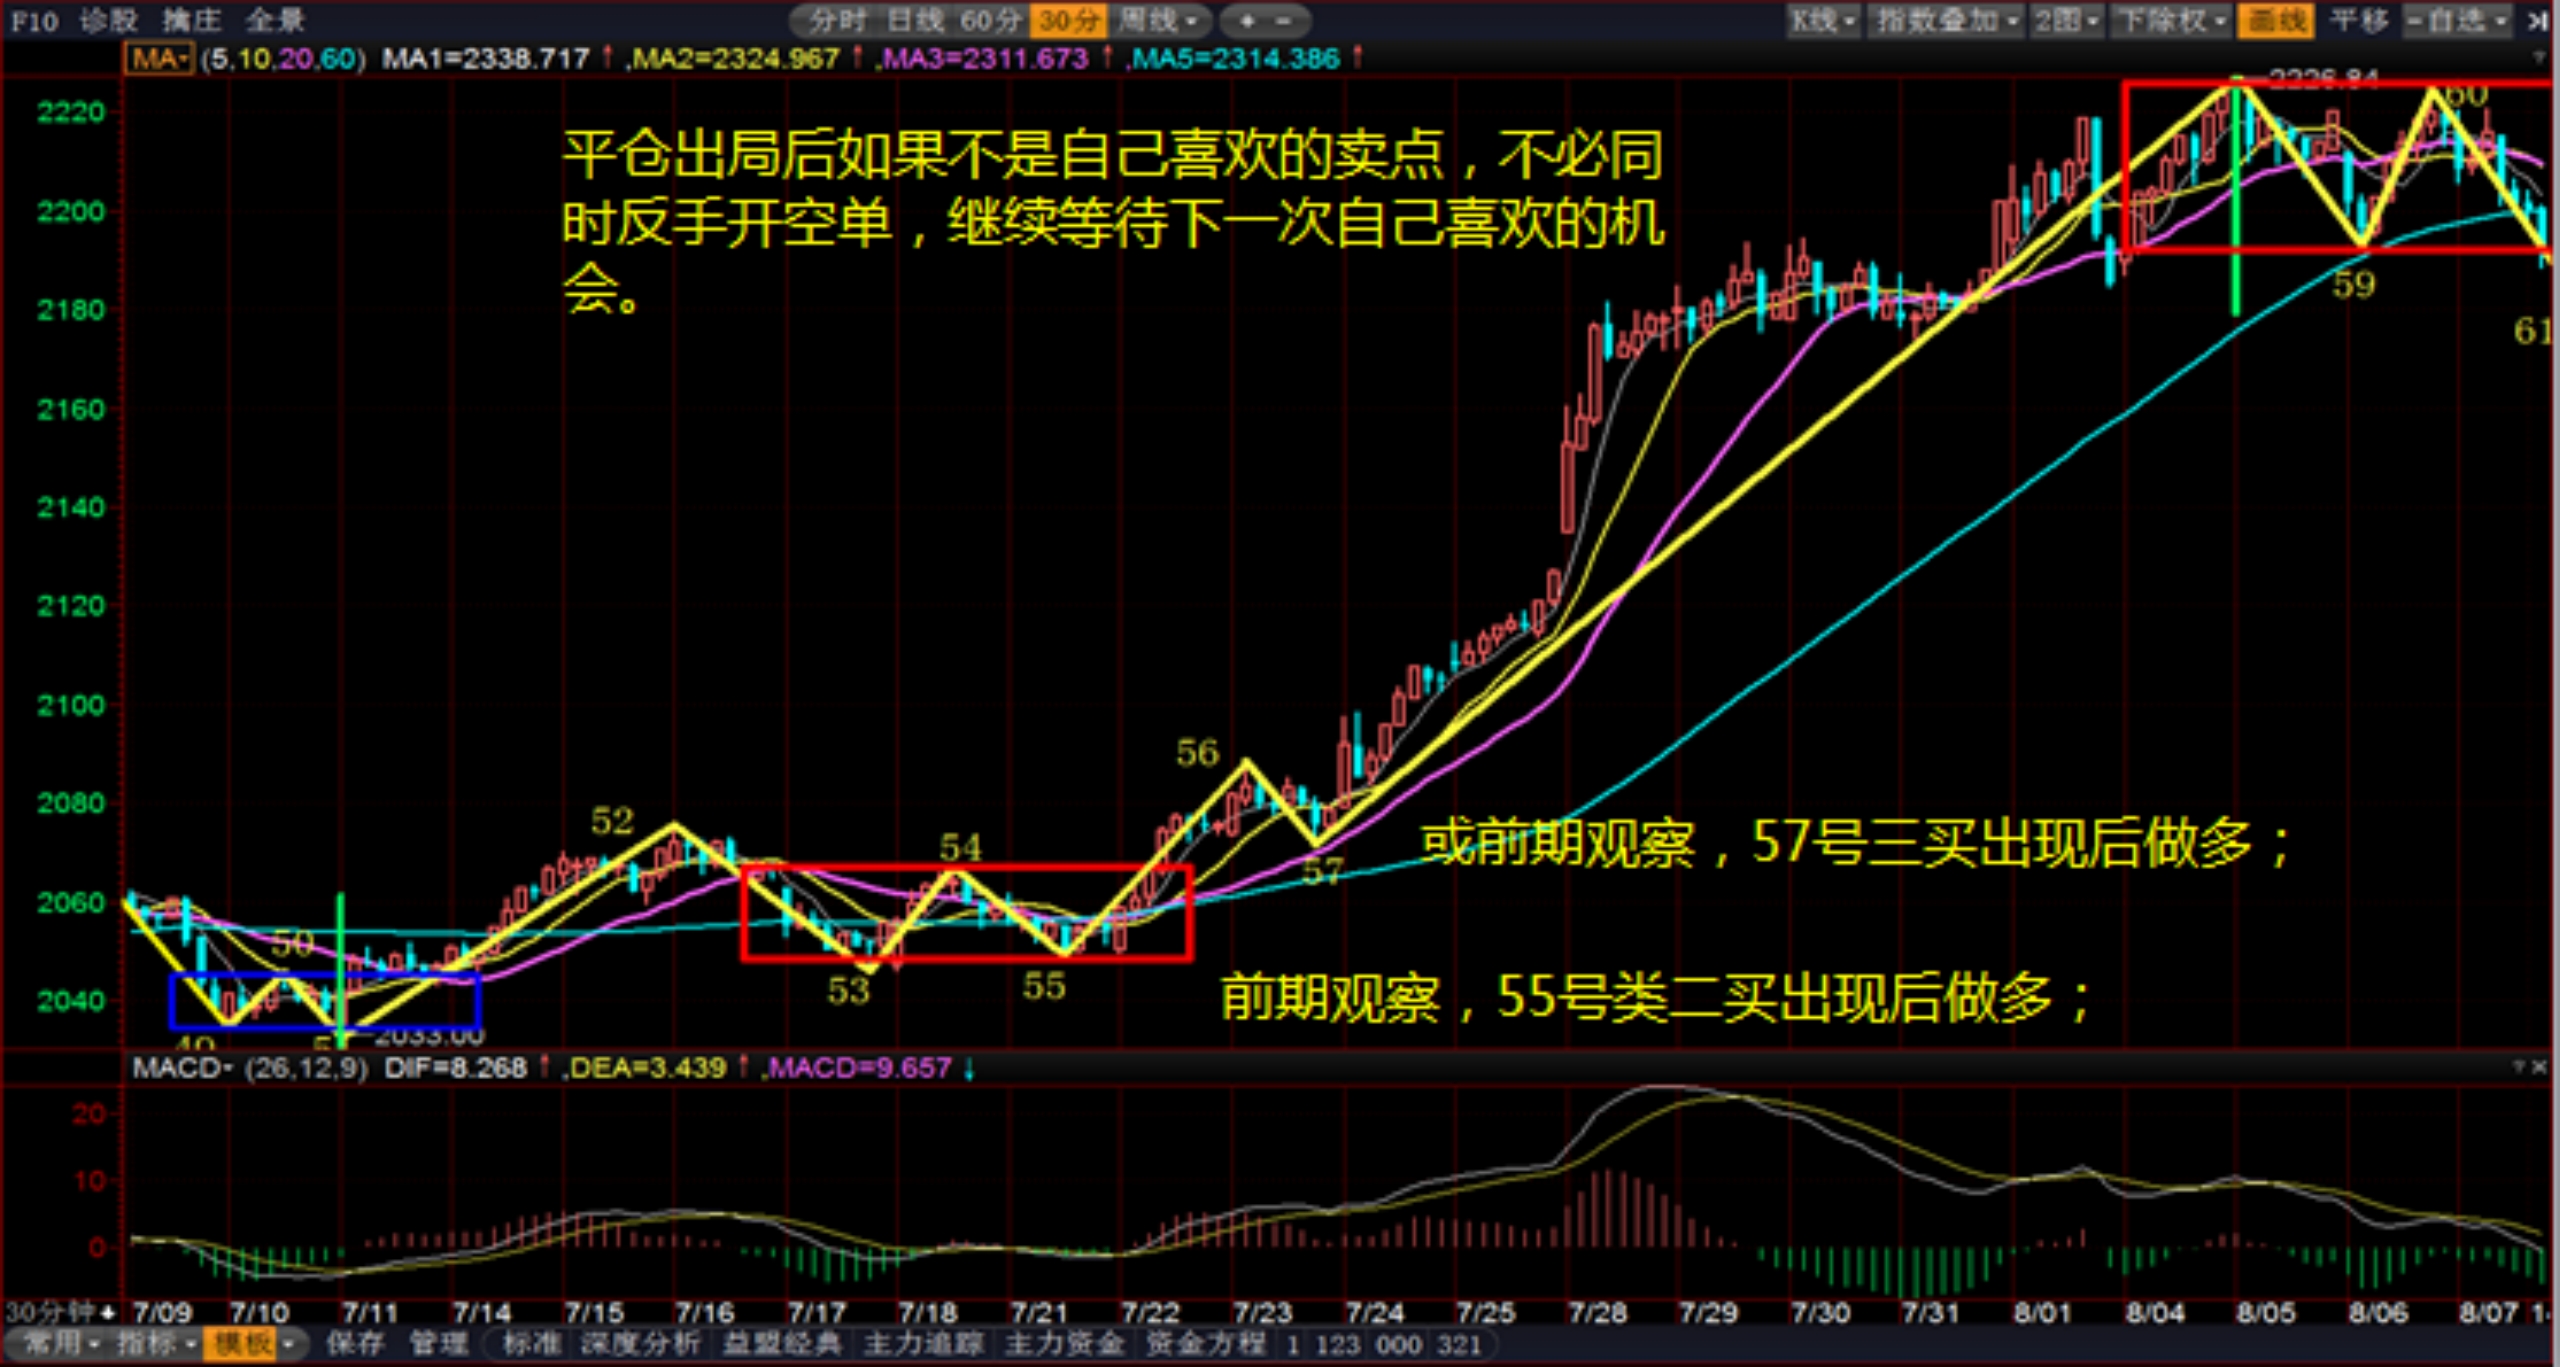 F10 诊股 擒庄 全景 分时 日线 60分 30分 周线 + - K线 指数叠加 2图 下除权 画线 平移 -自选
MA (5,10,20,60) MA1=2338.717 ↑ ,MA2=2324.967 ↑ ,MA3=2311.673 ↑ ,MA5=2314.386 ↑
2226.84
2220
60
平仓出局后如果不是自己喜欢的卖点，不必同
时反手开空单，继续等待下一次自己喜欢的机
会。
2200
59
2180
61
2160
2140
2120
2100
56
2080
52
54
57
或前期观察，57号三买出现后做多；
2060
50
53
55
前期观察，55号类二买出现后做多；
2040
2033.00
49
MACD (26,12,9) DIF=8.268 ↑ ,DEA=3.439 ↑ ,MACD=9.657 ↓
20
10
0
30分钟 7/09 7/10 7/11 7/14 7/15 7/16 7/17 7/18 7/21 7/22 7/23 7/24 7/25 7/28 7/29 7/30 7/31 8/01 8/04 8/05 8/06 8/07
常用 指标 模板 保存 管理 标准 深度分析 益盟经典 主力追踪 主力资金 资金方程 1 123 000 321